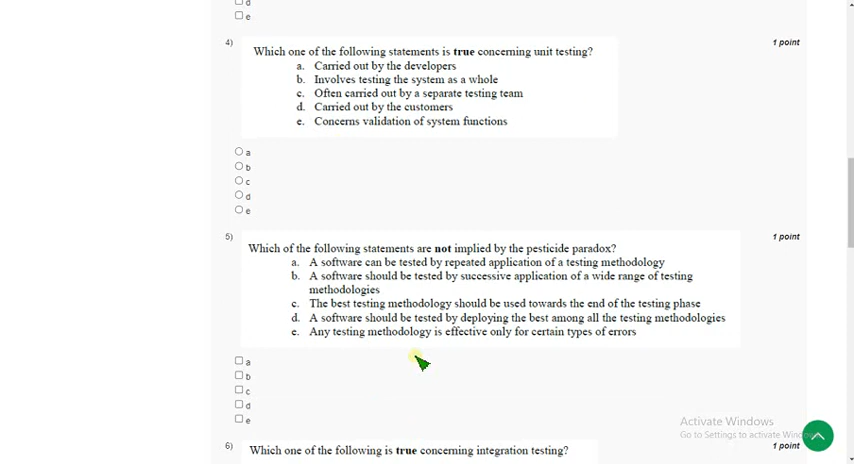 d
e
4) Which one of the following statements is true concerning unit testing? 1 point
a. Carried out by the developers
b. Involves testing the system as a whole
c. Often carried out by a separate testing team
d. Carried out by the customers
e. Concerns validation of system functions
a
b
c
d
e
5) Which of the following statements are not implied by the pesticide paradox? 1 point
a. A software can be tested by repeated application of a testing methodology
b. A software should be tested by successive application of a wide range of testing
methodologies
c. The best testing methodology should be used towards the end of the testing phase
d. A software should be tested by deploying the best among all the testing methodologies
e. Any testing methodology is effective only for certain types of errors
a
b
c
d
e
Activate Windows
Go to Settings to activate Windows
6) Which one of the following is true concerning integration testing? 1 point